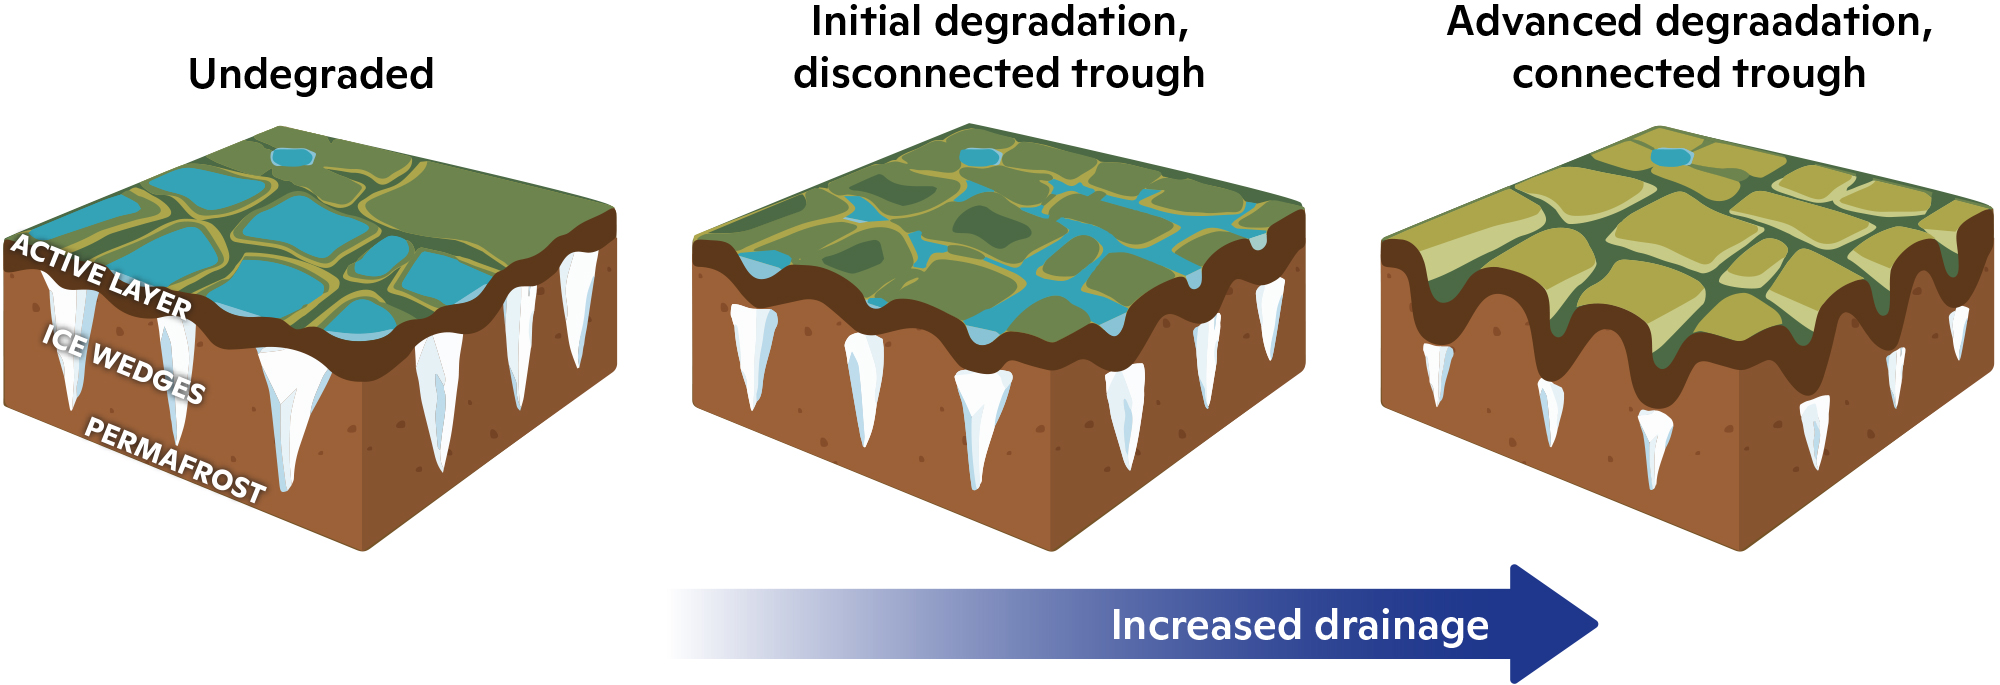 Undegraded
Initial degradation,
disconnected trough
Advanced degraadation,
connected trough
ACTIVE LAYER
ICE WEDGES
PERMAFROST
Increased drainage